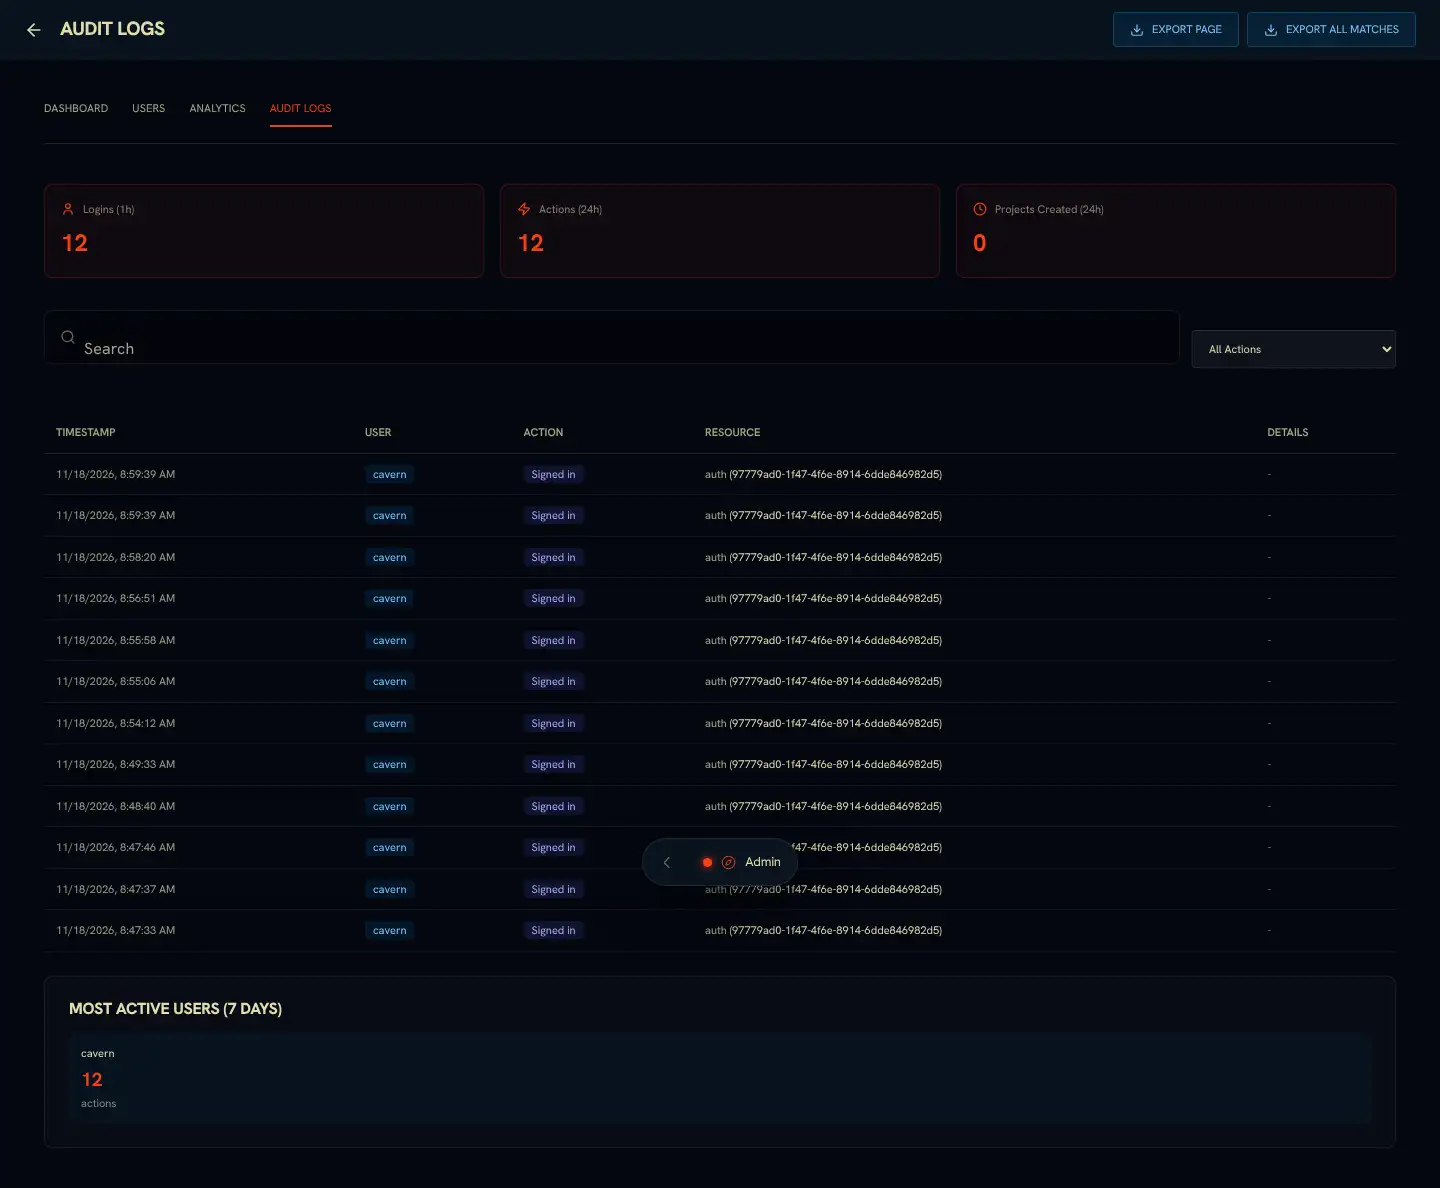 AUDIT LOGS
EXPORT PAGE
EXPORT ALL MATCHES
DASHBOARD USERS ANALYTICS AUDIT LOGS
Logins (1h)
12
Actions (24h)
12
Projects Created (24h)
0
Search
All Actions
TIMESTAMP USER ACTION RESOURCE DETAILS
11/18/2026, 8:59:39 AM cavern Signed in auth (97779ad0-1f47-4f6e-8914-6dde846982d5) -
11/18/2026, 8:59:39 AM cavern Signed in auth (97779ad0-1f47-4f6e-8914-6dde846982d5) -
11/18/2026, 8:58:20 AM cavern Signed in auth (97779ad0-1f47-4f6e-8914-6dde846982d5) -
11/18/2026, 8:56:51 AM cavern Signed in auth (97779ad0-1f47-4f6e-8914-6dde846982d5) -
11/18/2026, 8:55:58 AM cavern Signed in auth (97779ad0-1f47-4f6e-8914-6dde846982d5) -
11/18/2026, 8:55:06 AM cavern Signed in auth (97779ad0-1f47-4f6e-8914-6dde846982d5) -
11/18/2026, 8:54:12 AM cavern Signed in auth (97779ad0-1f47-4f6e-8914-6dde846982d5) -
11/18/2026, 8:49:33 AM cavern Signed in auth (97779ad0-1f47-4f6e-8914-6dde846982d5) -
11/18/2026, 8:48:40 AM cavern Signed in auth (97779ad0-1f47-4f6e-8914-6dde846982d5) -
11/18/2026, 8:47:46 AM cavern Signed in 1f47-4f6e-8914-6dde846982d5) -
Admin
11/18/2026, 8:47:37 AM cavern Signed in auth (97779ad0-1f47-4f6e-8914-6dde846982d5) -
11/18/2026, 8:47:33 AM cavern Signed in auth (97779ad0-1f47-4f6e-8914-6dde846982d5) -
MOST ACTIVE USERS (7 DAYS)
cavern
12
actions